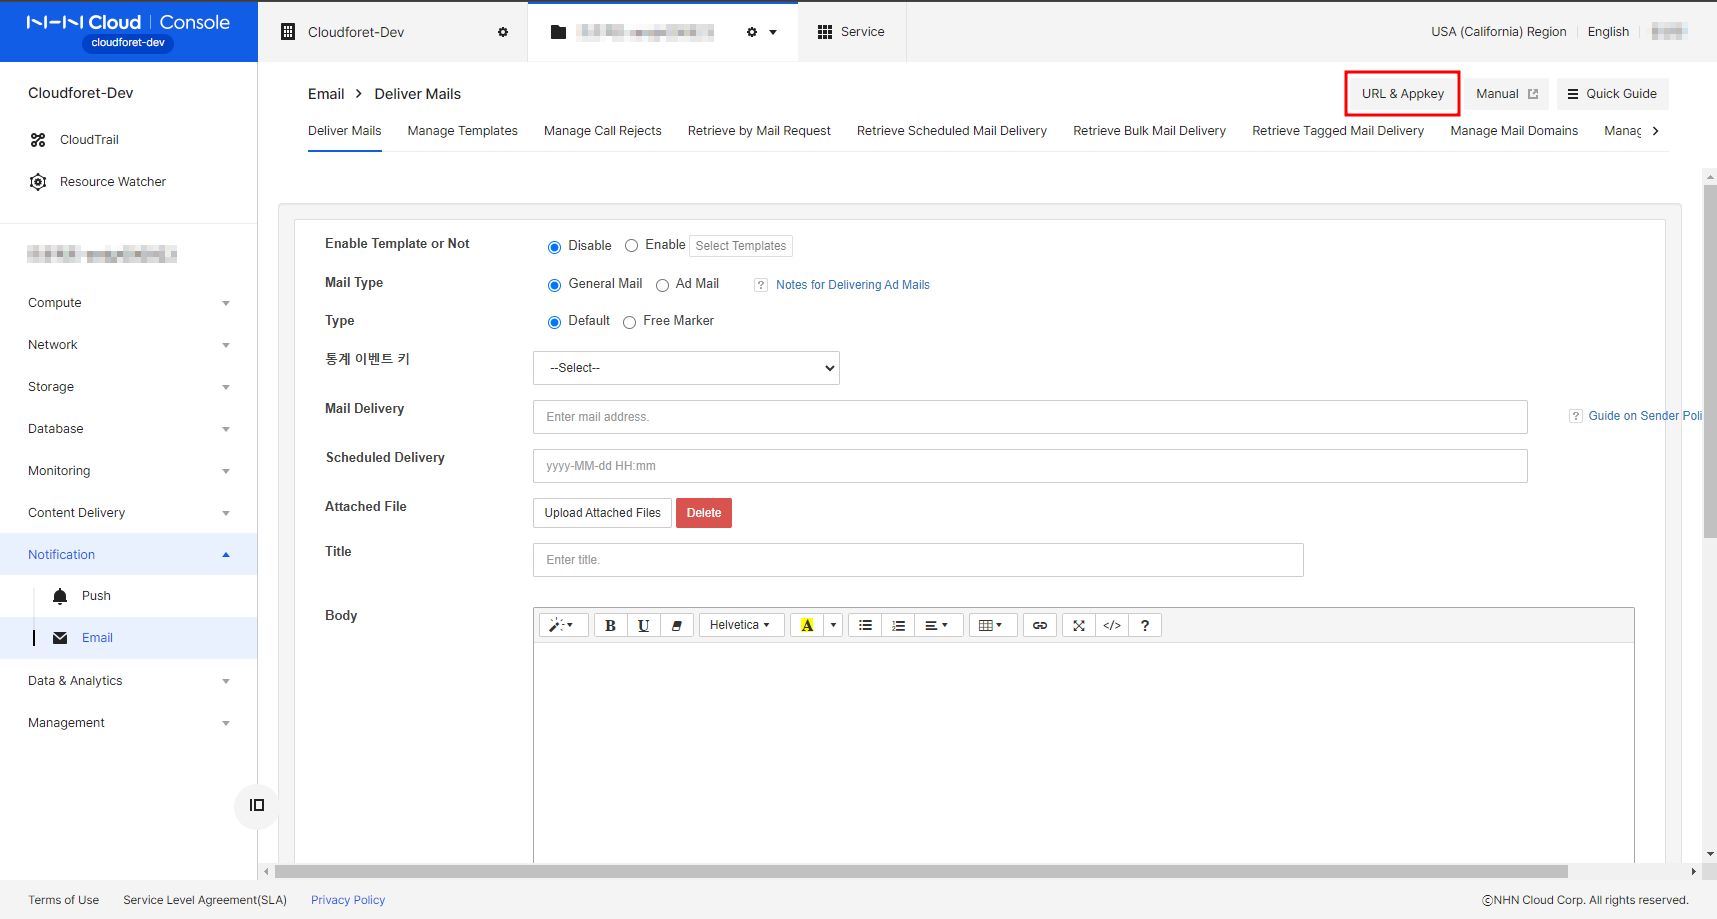 NHN Cloud | Console
cloudforet-dev
Cloudforet-Dev
Service
USA (California) Region
English
Cloudforet-Dev
CloudTrail
Resource Watcher
Compute
Network
Storage
Database
Monitoring
Content Delivery
Notification
Push
Email
Data & Analytics
Management
Email > Deliver Mails
URL & Appkey
Manual
Quick Guide
Deliver Mails
Manage Templates
Manage Call Rejects
Retrieve by Mail Request
Retrieve Scheduled Mail Delivery
Retrieve Bulk Mail Delivery
Retrieve Tagged Mail Delivery
Manage Mail Domains
Manag
Enable Template or Not
Disable
Enable
Select Templates
Mail Type
General Mail
Ad Mail
? Notes for Delivering Ad Mails
Type
Default
Free Marker
통계 이벤트 키
--Select--
Mail Delivery
Enter mail address.
? Guide on Sender Poli
Scheduled Delivery
yyyy-MM-dd HH:mm
Attached File
Upload Attached Files
Delete
Title
Enter title.
Body
B U Helvetica A </> ?
Terms of Use
Service Level Agreement(SLA)
Privacy Policy
ⓒNHN Cloud Corp. All rights reserved.